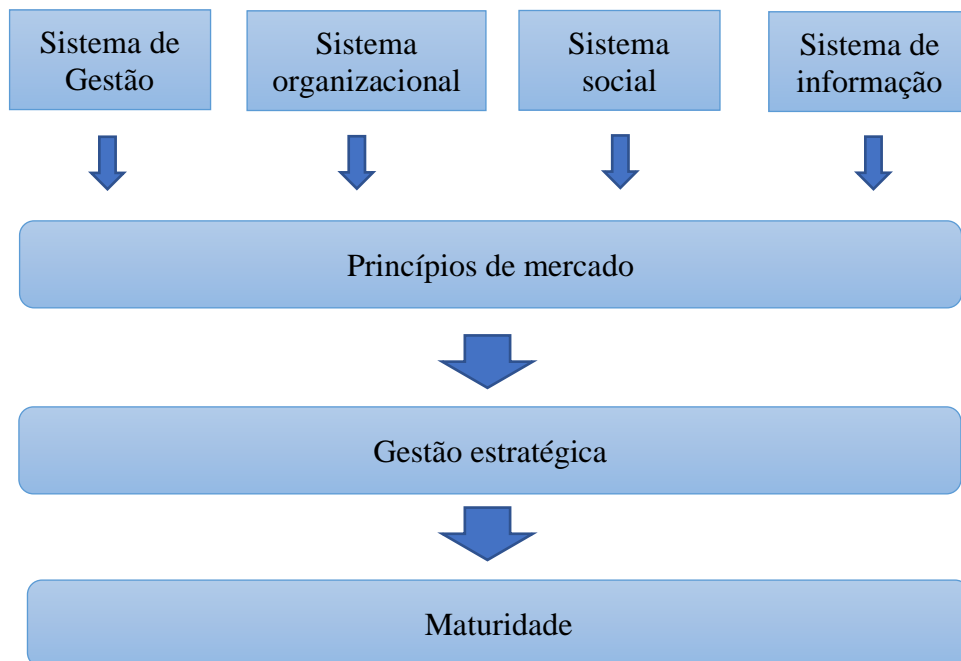 Sistema de
Gestão
Sistema
organizacional
Sistema
social
Sistema de
informação
Princípios de mercado
Gestão estratégica
Maturidade